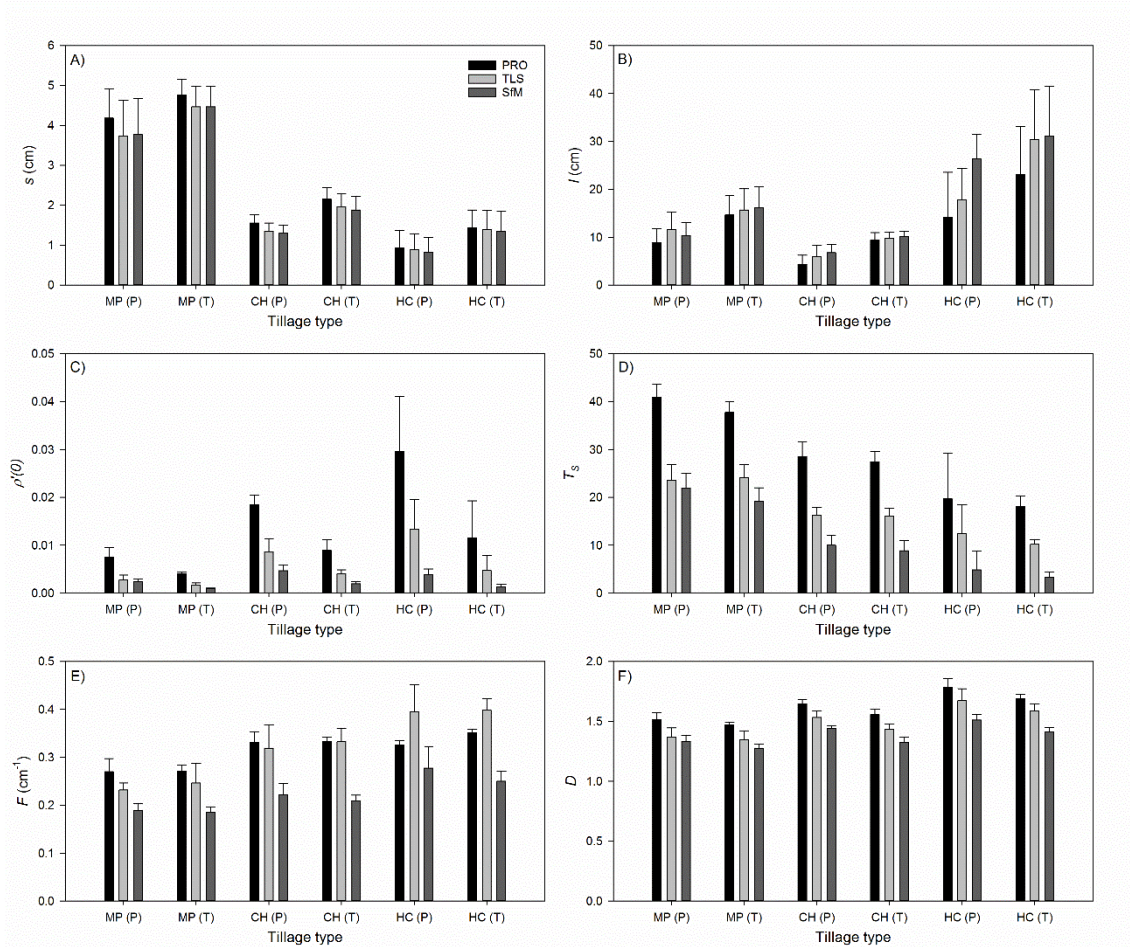 A)
PRO
TLS
SfM
6
5
4
3
2
1
0
s (cm)
MP (P) MP (T) CH (P) CH (T) HC (P) HC (T)
Tillage type
B)
50
40
30
20
10
0
l (cm)
MP (P) MP (T) CH (P) CH (T) HC (P) HC (T)
Tillage type
C)
0.05
0.04
0.03
0.02
0.01
0.00
ρ'(0)
MP (P) MP (T) CH (P) CH (T) HC (P) HC (T)
Tillage type
D)
50
40
30
20
10
0
T_S
MP (P) MP (T) CH (P) CH (T) HC (P) HC (T)
Tillage type
E)
0.5
0.4
0.3
0.2
0.1
0.0
F (cm⁻¹)
MP (P) MP (T) CH (P) CH (T) HC (P) HC (T)
Tillage type
F)
2.0
1.5
1.0
0.5
0.0
D
MP (P) MP (T) CH (P) CH (T) HC (P) HC (T)
Tillage type